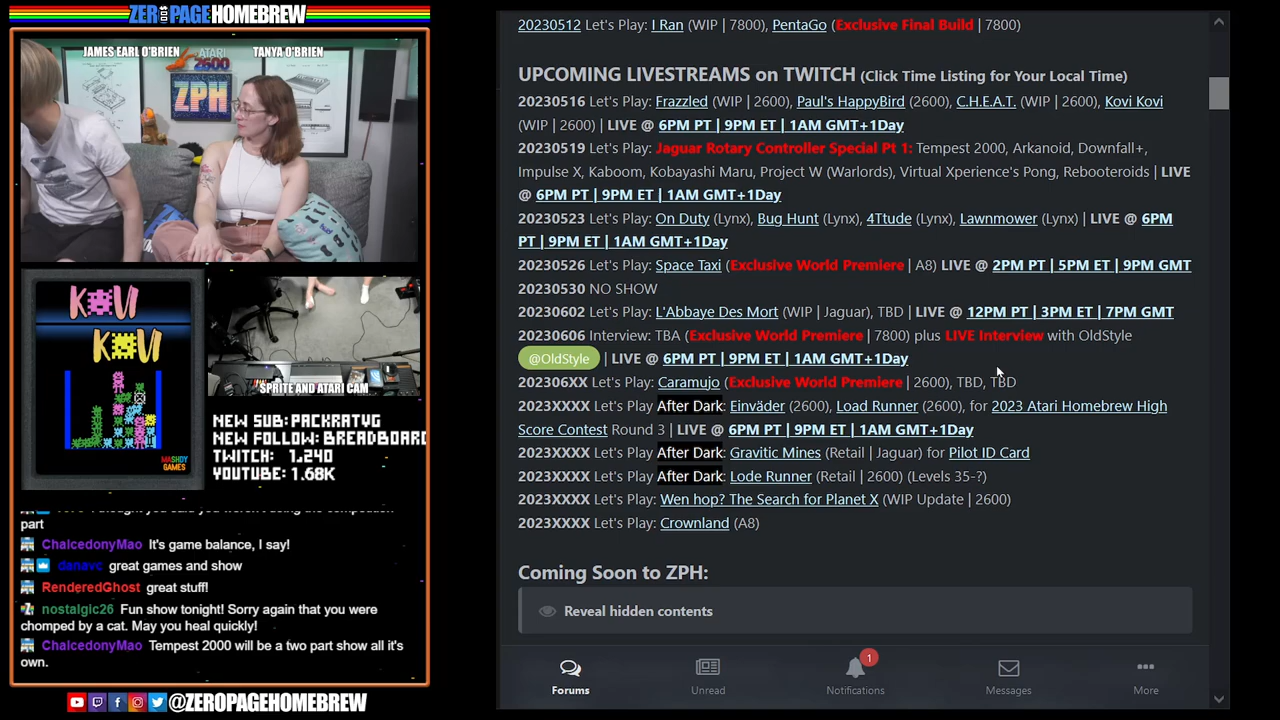 ZEROPAGEHOMEBREW
JAMES EARL O'BRIEN
TANYA O'BRIEN
ATARI
2600
ZPH
KOVI
KOVI
MASHDY
GAMES
SPRITE AND ATARI CAM
NEW SUB: PACKRATVG
NEW FOLLOW: BREADBOARD
TWITCH: 1,240
YOUTUBE: 1.68K
part
ChalcedonyMao It's game balance, I say!
danavc great games and show
RenderedGhost great stuff!
nostalgic26 Fun show tonight! Sorry again that you were
chomped by a cat. May you heal quickly!
ChalcedonyMao Tempest 2000 will be a two part show all it's
own.
@ZEROPAGEHOMEBREW
20230512 Let's Play: I Ran (WIP | 7800), PentaGo (Exclusive Final Build | 7800)
UPCOMING LIVESTREAMS on TWITCH (Click Time Listing for Your Local Time)
20230516 Let's Play: Frazzled (WIP | 2600), Paul's HappyBird (2600), C.H.E.A.T. (WIP | 2600), Kovi Kovi
(WIP | 2600) | LIVE @ 6PM PT | 9PM ET | 1AM GMT+1Day
20230519 Let's Play: Jaguar Rotary Controller Special Pt 1: Tempest 2000, Arkanoid, Downfall+,
Impulse X, Kaboom, Kobayashi Maru, Project W (Warlords), Virtual Xperience's Pong, Rebooteroids | LIVE
@ 6PM PT | 9PM ET | 1AM GMT+1Day
20230523 Let's Play: On Duty (Lynx), Bug Hunt (Lynx), 4Ttude (Lynx), Lawnmower (Lynx) | LIVE @ 6PM
PT | 9PM ET | 1AM GMT+1Day
20230526 Let's Play: Space Taxi (Exclusive World Premiere | A8) LIVE @ 2PM PT | 5PM ET | 9PM GMT
20230530 NO SHOW
20230602 Let's Play: L'Abbaye Des Mort (WIP | Jaguar), TBD | LIVE @ 12PM PT | 3PM ET | 7PM GMT
20230606 Interview: TBA (Exclusive World Premiere | 7800) plus LIVE Interview with OldStyle
@OldStyle | LIVE @ 6PM PT | 9PM ET | 1AM GMT+1Day
202306XX Let's Play: Caramujo (Exclusive World Premiere | 2600), TBD, TBD
2023XXXX Let's Play After Dark: Einväder (2600), Load Runner (2600), for 2023 Atari Homebrew High
Score Contest Round 3 | LIVE @ 6PM PT | 9PM ET | 1AM GMT+1Day
2023XXXX Let's Play After Dark: Gravitic Mines (Retail | Jaguar) for Pilot ID Card
2023XXXX Let's Play After Dark: Lode Runner (Retail | 2600) (Levels 35-?)
2023XXXX Let's Play: Wen hop? The Search for Planet X (WIP Update | 2600)
2023XXXX Let's Play: Crownland (A8)
Coming Soon to ZPH:
Reveal hidden contents
1
Forums
Unread
Notifications
Messages
More